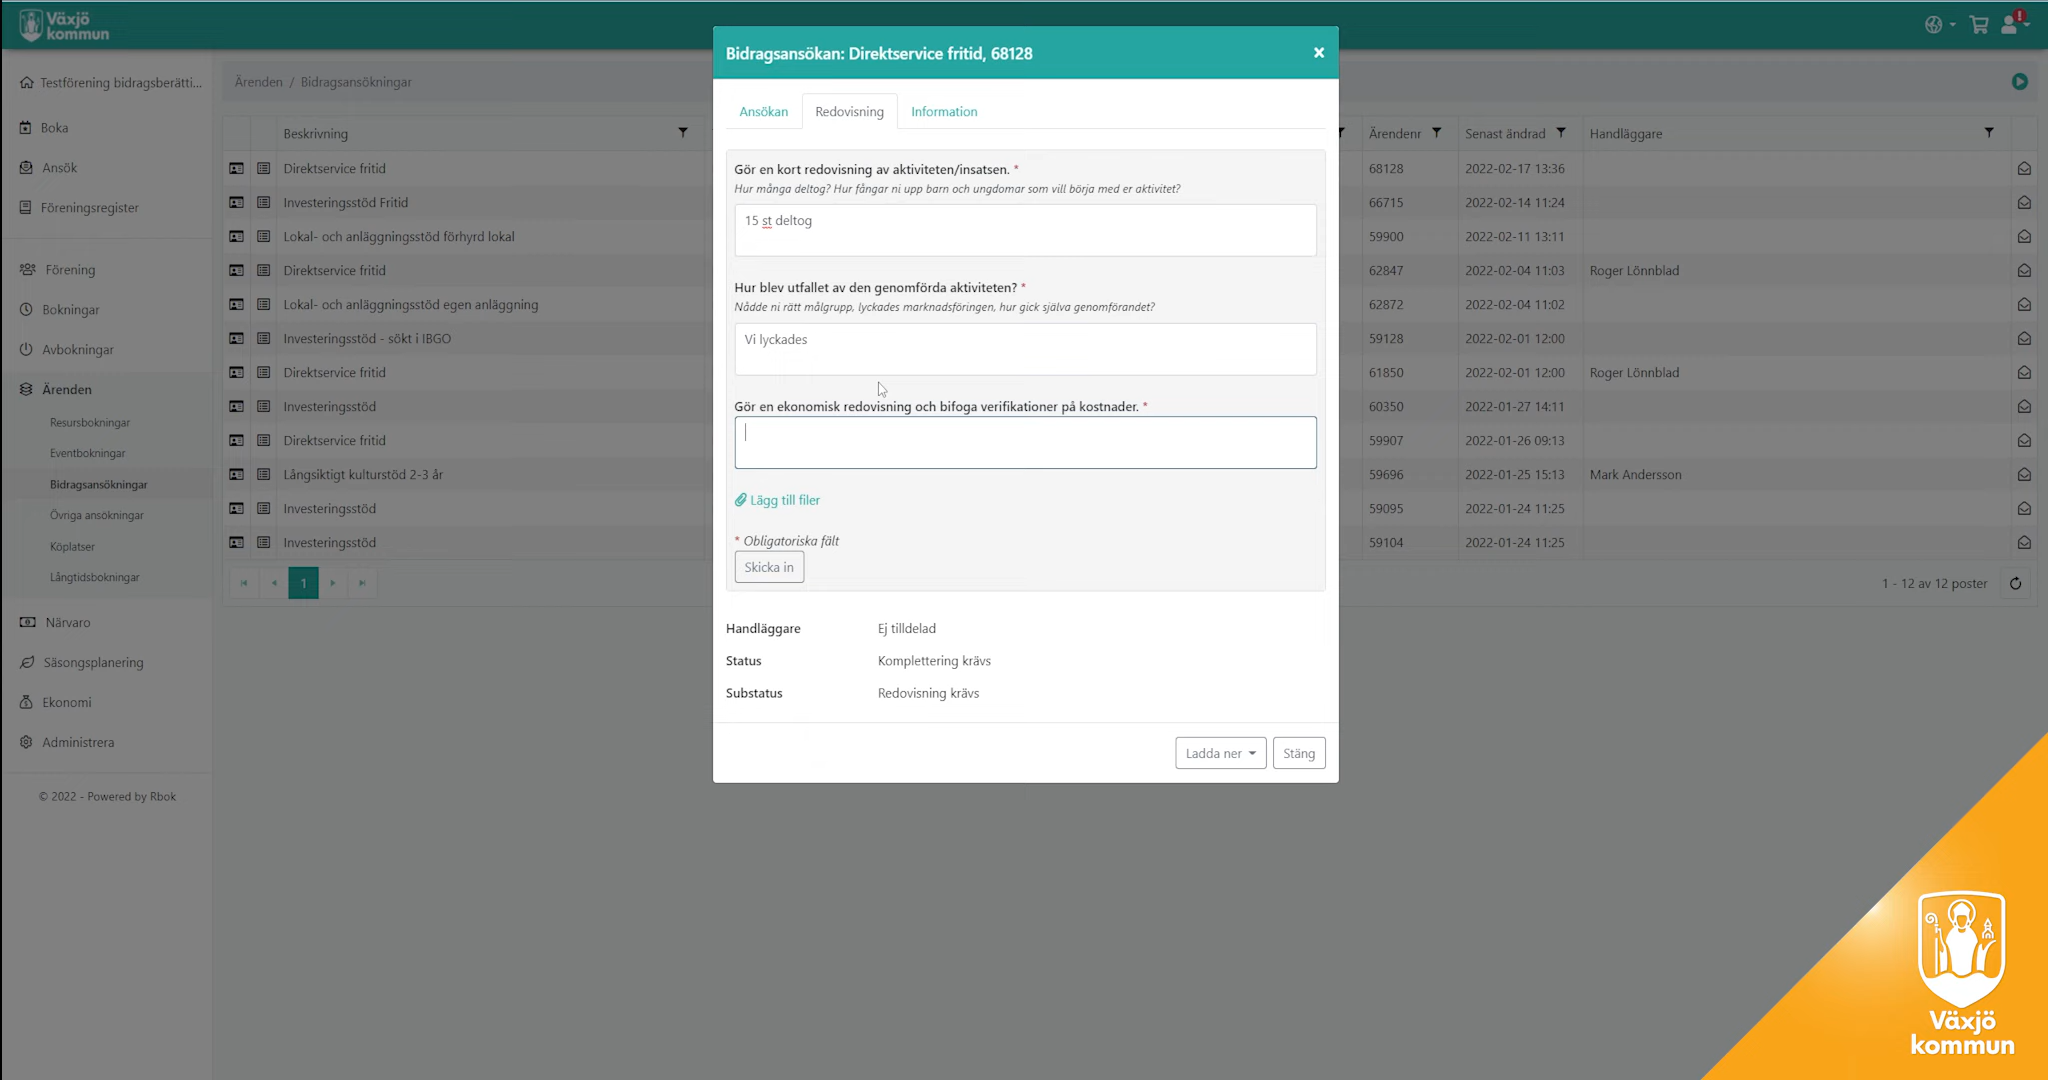 Växjö
kommun
!
Testförening bidragsberätti...
Boka
Ansök
Föreningsregister
Förening
Bokningar
Avbokningar
Ärenden
Resursbokningar
Eventbokningar
Bidragsansökningar
Övriga ansökningar
Köplatser
Långtidsbokningar
Närvaro
Säsongsplanering
Ekonomi
Administrera
© 2022 - Powered by Rbok
Ärenden / Bidragsansökningar
Beskrivning
Direktservice fritid
Investeringsstöd Fritid
Lokal- och anläggningsstöd förhyrd lokal
Direktservice fritid
Lokal- och anläggningsstöd egen anläggning
Investeringsstöd - sökt i IBGO
Direktservice fritid
Investeringsstöd
Direktservice fritid
Långsiktigt kulturstöd 2-3 år
Investeringsstöd
Investeringsstöd
1
Bidragsansökan: Direktservice fritid, 68128
×
Ansökan Redovisning Information
Gör en kort redovisning av aktiviteten/insatsen. *
Hur många deltog? Hur fångar ni upp barn och ungdomar som vill börja med er aktivitet?
15 st deltog
Hur blev utfallet av den genomförda aktiviteten? *
Nådde ni rätt målgrupp, lyckades marknadsföringen, hur gick själva genomförandet?
Vi lyckades
Gör en ekonomisk redovisning och bifoga verifikationer på kostnader. *
Lägg till filer
* Obligatoriska fält
Skicka in
Handläggare Ej tilldelad
Status Komplettering krävs
Substatus Redovisning krävs
Ladda ner Stäng
Ärendenr Senast ändrad Handläggare
68128 2022-02-17 13:36
66715 2022-02-14 11:24
59900 2022-02-11 13:11
62847 2022-02-04 11:03 Roger Lönnblad
62872 2022-02-04 11:02
59128 2022-02-01 12:00
61850 2022-02-01 12:00 Roger Lönnblad
60350 2022-01-27 14:11
59907 2022-01-26 09:13
59696 2022-01-25 15:13 Mark Andersson
59095 2022-01-24 11:25
59104 2022-01-24 11:25
1 - 12 av 12 poster
Växjö
kommun